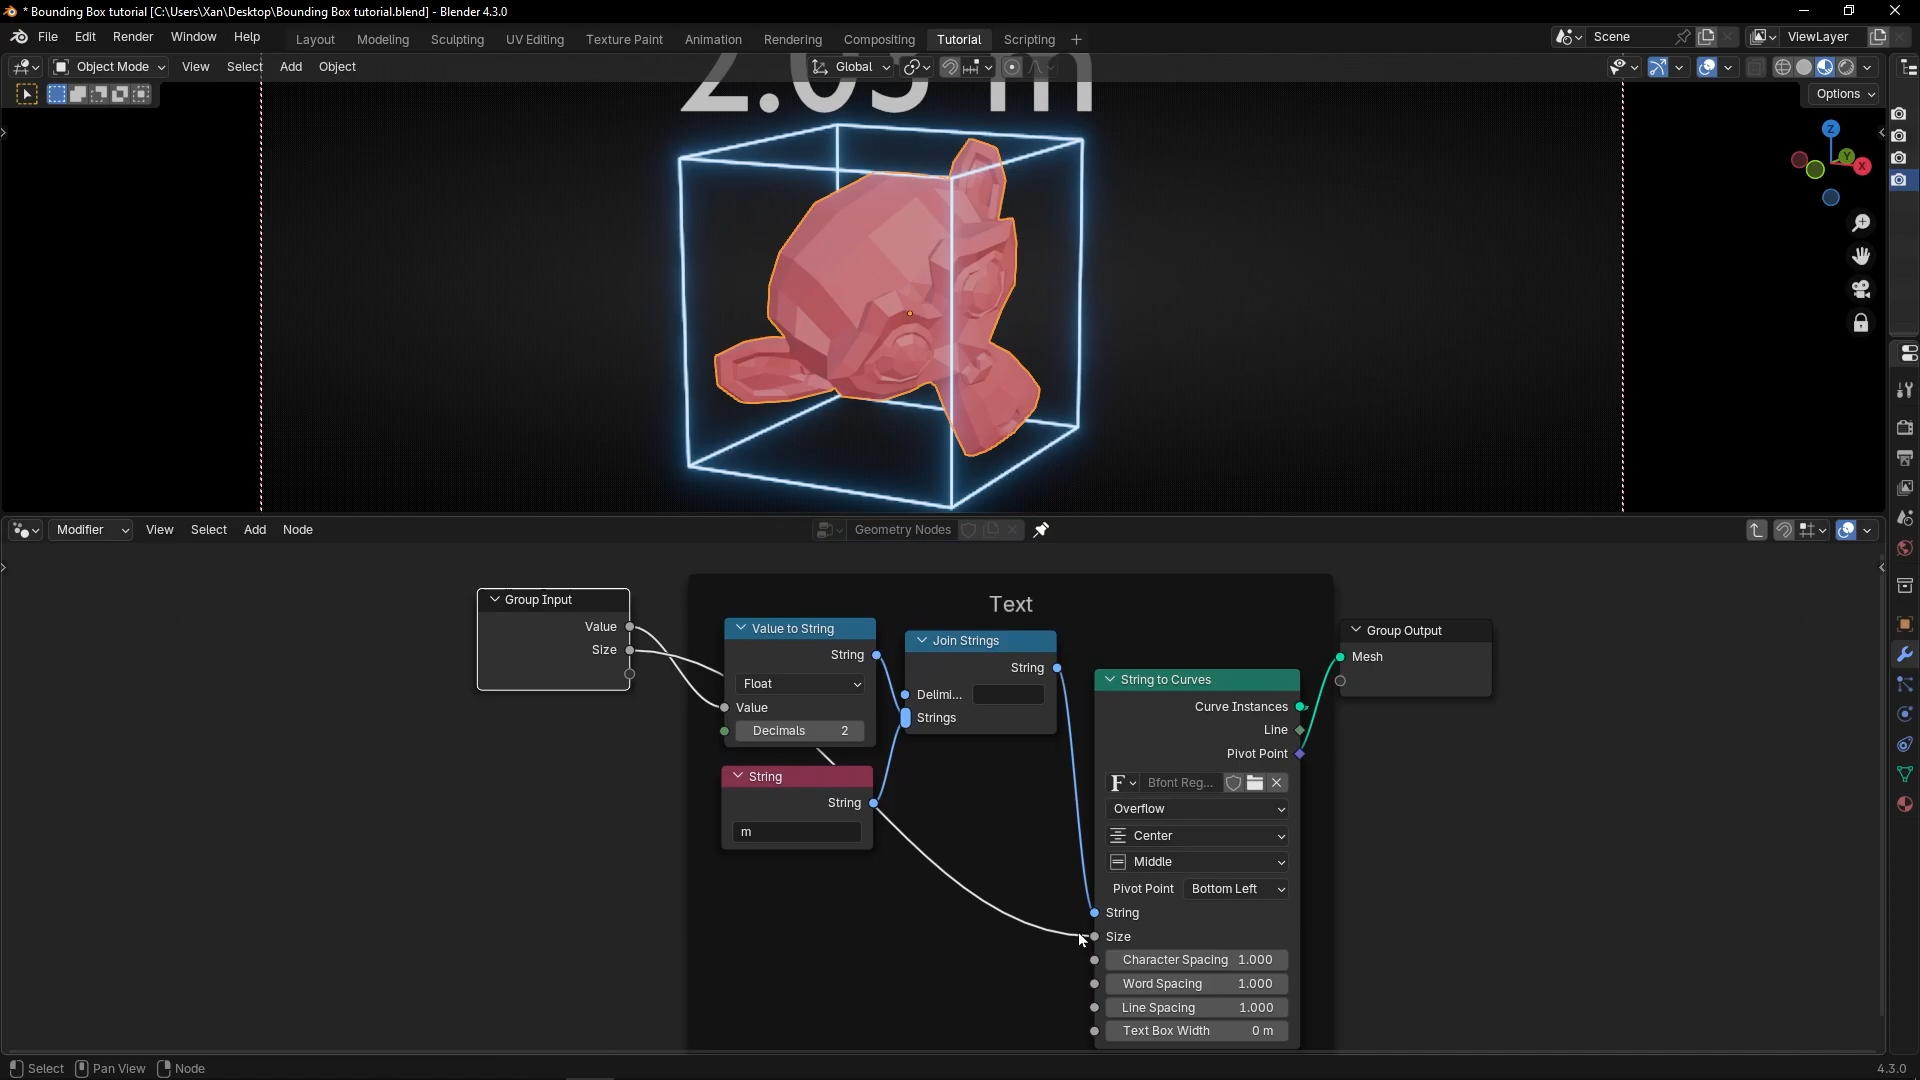 * Bounding Box tutorial [C:\Users\Xan\Desktop\Bounding Box tutorial.blend] - Blender 4.3.0
File Edit Render Window Help
Layout Modeling Sculpting UV Editing Texture Paint Animation Rendering Compositing Tutorial Scripting +
Scene
ViewLayer
Object Mode View Select Add Object
Global
Options
2.05 m
Z
Y
X
Modifier View Select Add Node
Geometry Nodes
Text
Group Input
Value
Size
Value to String
String
Float
Value
Decimals 2
String
String
m
Join Strings
String
Delimi...
Strings
String to Curves
Curve Instances
Line
Pivot Point
F Bfont Reg...
Overflow
Center
Middle
Pivot Point Bottom Left
String
Size
Character Spacing 1.000
Word Spacing 1.000
Line Spacing 1.000
Text Box Width 0 m
Group Output
Mesh
Select Pan View Node
4.3.0